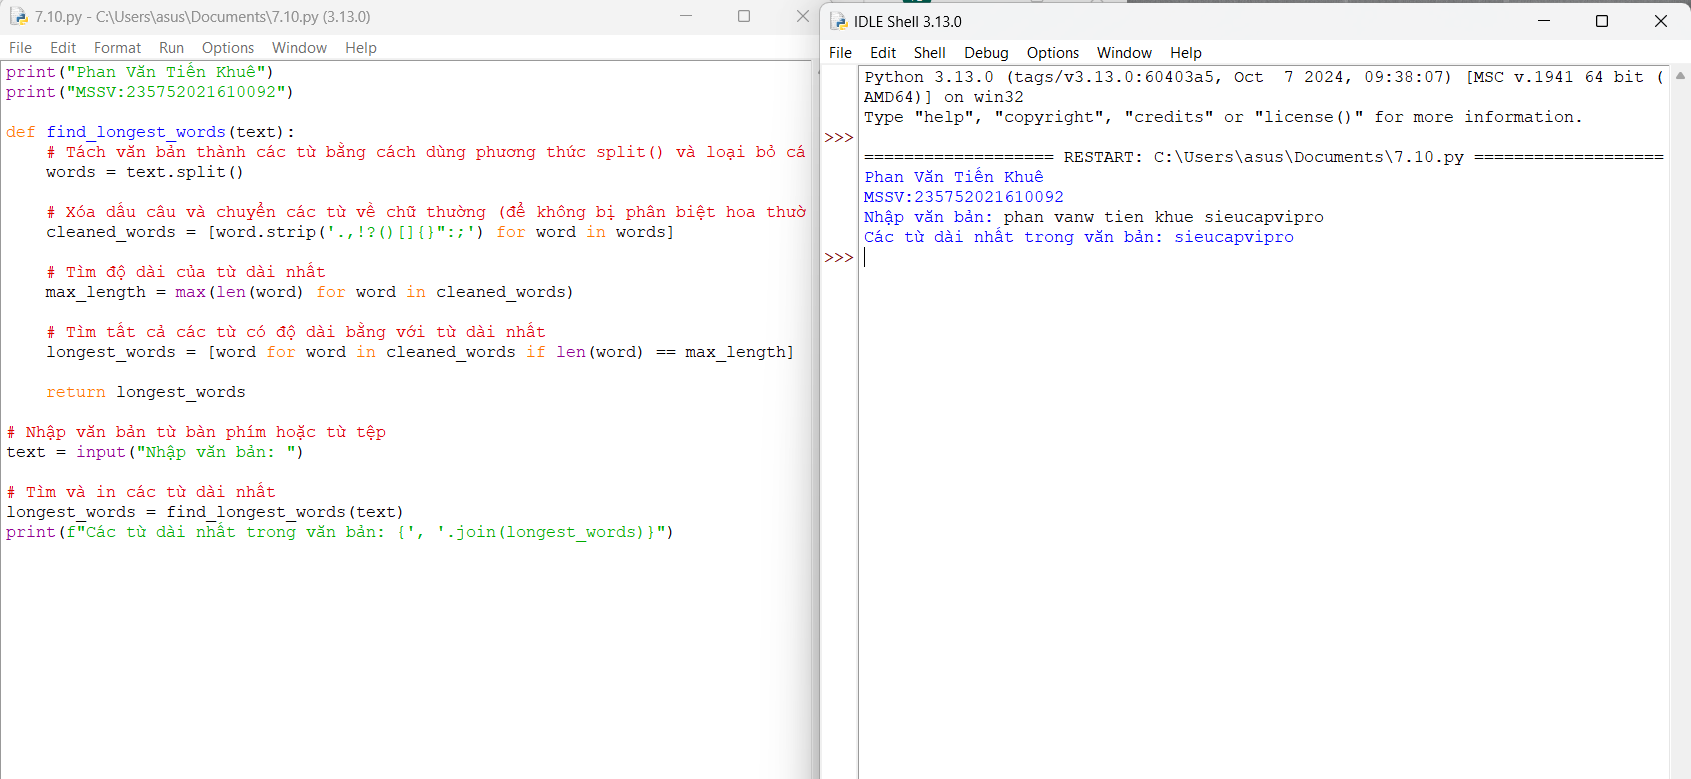 7.10.py - C:\Users\asus\Documents\7.10.py (3.13.0)
File Edit Format Run Options Window Help
print("Phan Văn Tiến Khuê")
print("MSSV:235752021610092")
def find_longest_words(text):
# Tách văn bản thành các từ bằng cách dùng phương thức split() và loại bỏ cá
words = text.split()
# Xóa dấu câu và chuyển các từ về chữ thường (để không bị phân biệt hoa thườ
cleaned_words = [word.strip('.,!?()[]{}":;') for word in words]
# Tìm độ dài của từ dài nhất
max_length = max(len(word) for word in cleaned_words)
# Tìm tất cả các từ có độ dài bằng với từ dài nhất
longest_words = [word for word in cleaned_words if len(word) == max_length]
return longest_words
# Nhập văn bản từ bàn phím hoặc từ tệp
text = input("Nhập văn bản: ")
# Tìm và in các từ dài nhất
longest_words = find_longest_words(text)
print(f"Các từ dài nhất trong văn bản: {', '.join(longest_words)}")
IDLE Shell 3.13.0
File Edit Shell Debug Options Window Help
Python 3.13.0 (tags/v3.13.0:60403a5, Oct  7 2024, 09:38:07) [MSC v.1941 64 bit (
AMD64)] on win32
Type "help", "copyright", "credits" or "license()" for more information.
>>>
=================== RESTART: C:\Users\asus\Documents\7.10.py ===================
Phan Văn Tiến Khuê
MSSV:235752021610092
Nhập văn bản: phan vanw tien khue sieucapvipro
Các từ dài nhất trong văn bản: sieucapvipro
>>>